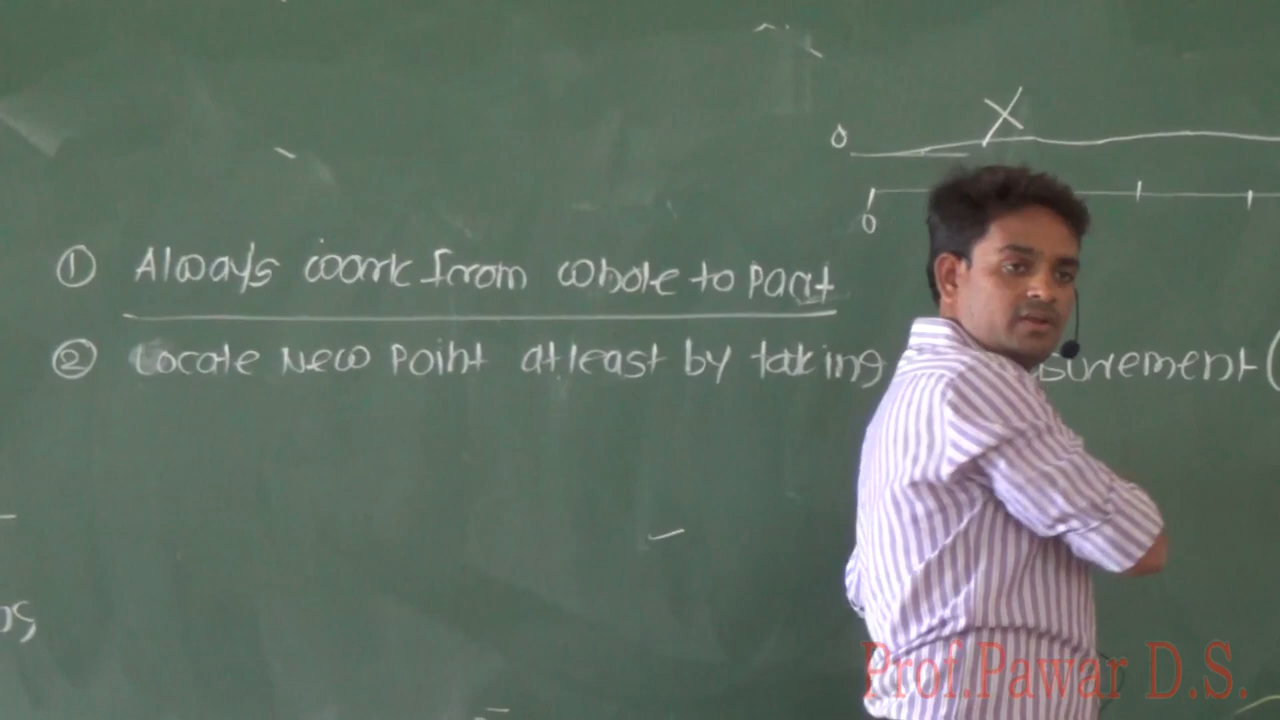 0
0
① Always work from whole to part
② Locate New Point atleast by taking surement (
os
Prof.Pawar D.S.